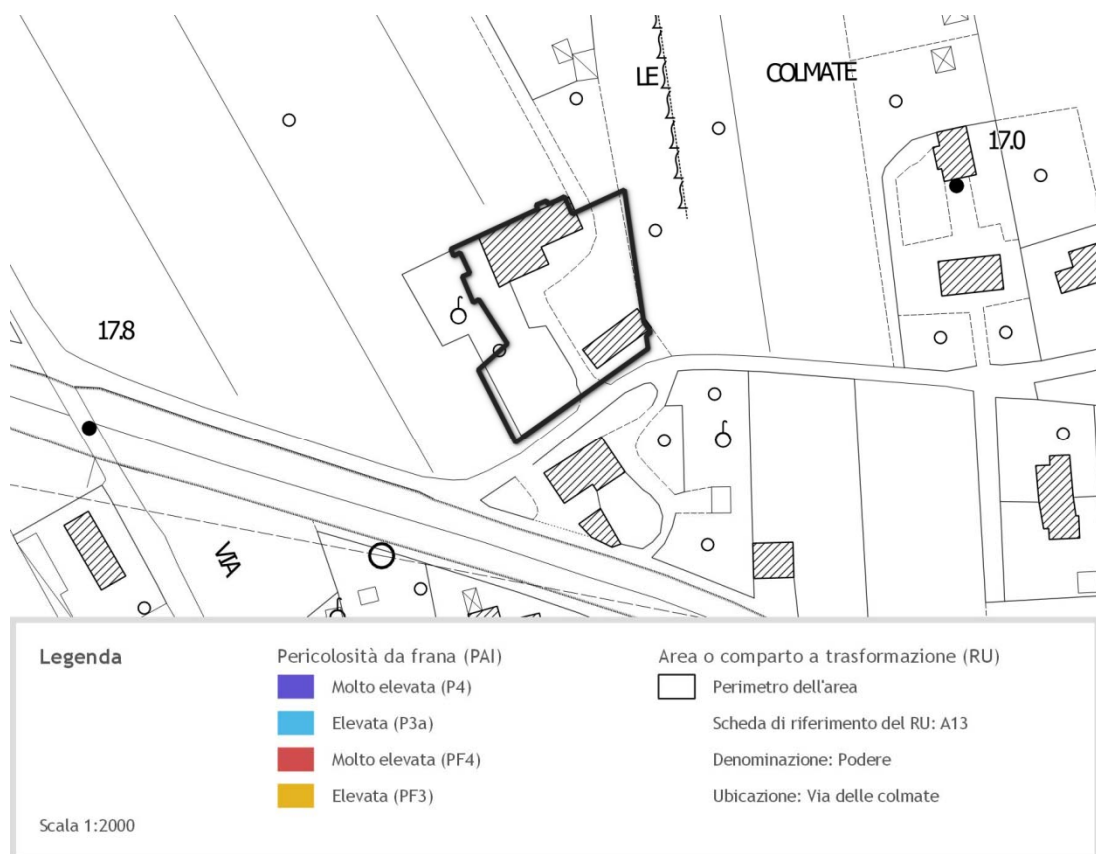 LE
COLMATE
17.0
17.8
VIA
Legenda
Pericolosità da frana (PAI)
Molto elevata (P4)
Elevata (P3a)
Molto elevata (PF4)
Elevata (PF3)
Area o comparto a trasformazione (RU)
Perimetro dell'area
Scheda di riferimento del RU: A13
Denominazione: Podere
Ubicazione: Via delle colmate
Scala 1:2000